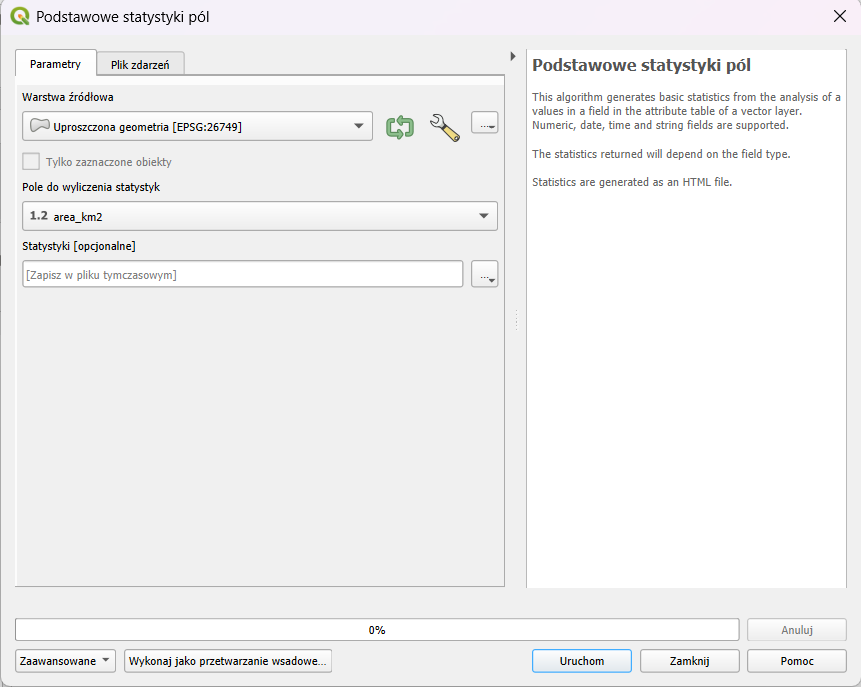 Podstawowe statystyki pól
Parametry
Plik zdarzeń
Warstwa źródłowa
Uproszczona geometria [EPSG:26749]
...
Tylko zaznaczone obiekty
Pole do wyliczenia statystyk
1.2 area_km2
Statystyki [opcjonalne]
[Zapisz w pliku tymczasowym]
...
Podstawowe statystyki pól
This algorithm generates basic statistics from the analysis of a
values in a field in the attribute table of a vector layer.
Numeric, date, time and string fields are supported.
The statistics returned will depend on the field type.
Statistics are generated as an HTML file.
0%
Anuluj
Zaawansowane
Wykonaj jako przetwarzanie wsadowe...
Uruchom
Zamknij
Pomoc